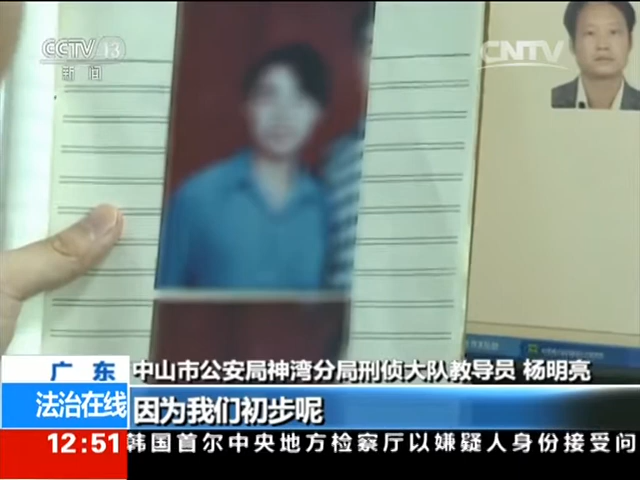 CCTV 13
新闻
CNTV
广东 中山市公安局神湾分局刑侦大队教导员 杨明亮
法治在线 因为我们初步呢
12:51 韩国首尔中央地方检察厅以嫌疑人身份接受问